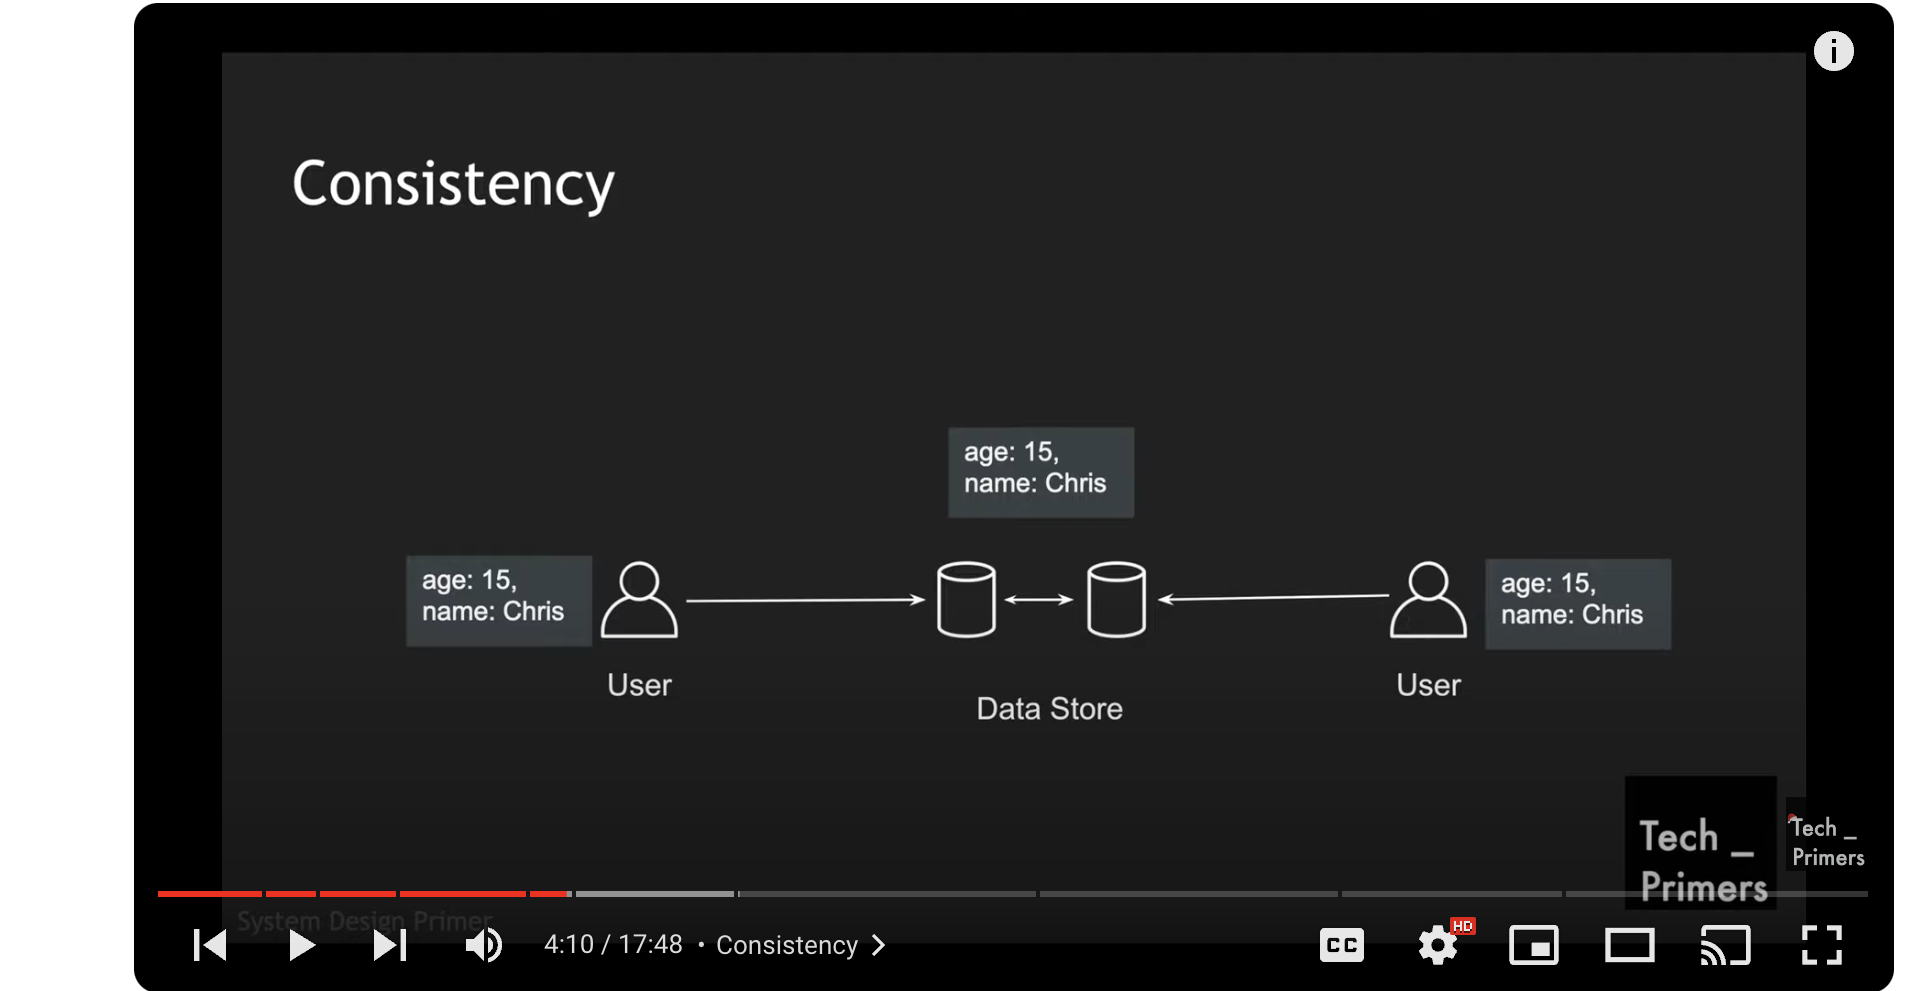 Consistency
age: 15,
name: Chris
age: 15,
name: Chris
age: 15,
name: Chris
User
User
Data Store
Tech _
Primers
Tech _
Primers
System Design Primer
4:10 / 17:48 • Consistency
CC
HD